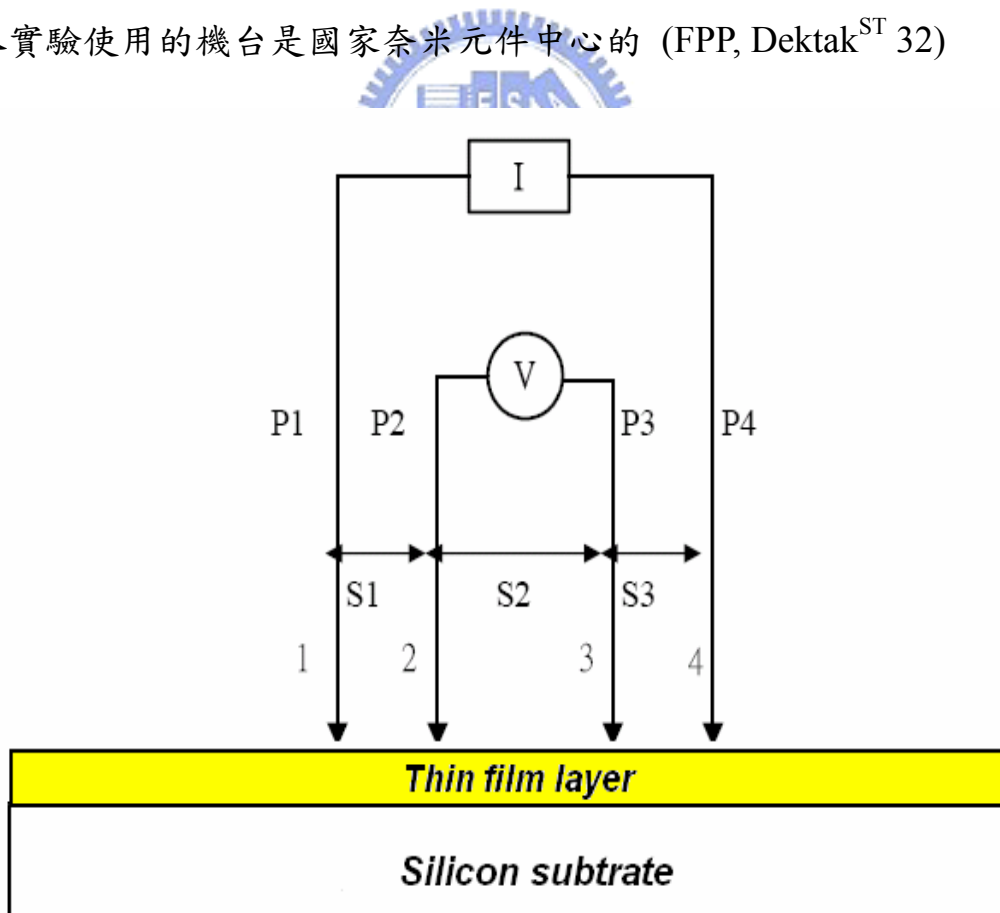 實驗使用的機台是國家奈米元件中心的 (FPP, Dektak^ST 32)
I
V
P1 P2 P3 P4
S1 S2 S3
1 2 3 4
Thin film layer
Silicon subtrate